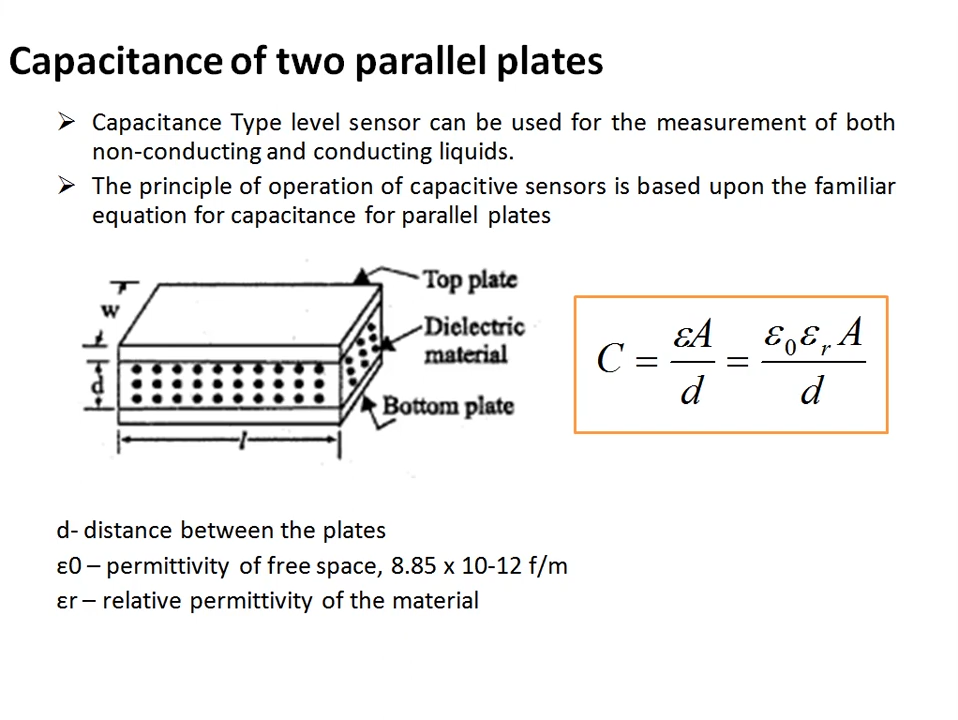 Capacitance of two parallel plates
➢ Capacitance Type level sensor can be used for the measurement of both
non-conducting and conducting liquids.
➢ The principle of operation of capacitive sensors is based upon the familiar
equation for capacitance for parallel plates
Top plate
w
Dielectric
material
d
Bottom plate
l
C = εA/d = ε₀εᵣA/d
d- distance between the plates
ε0 – permittivity of free space, 8.85 x 10-12 f/m
εr – relative permittivity of the material